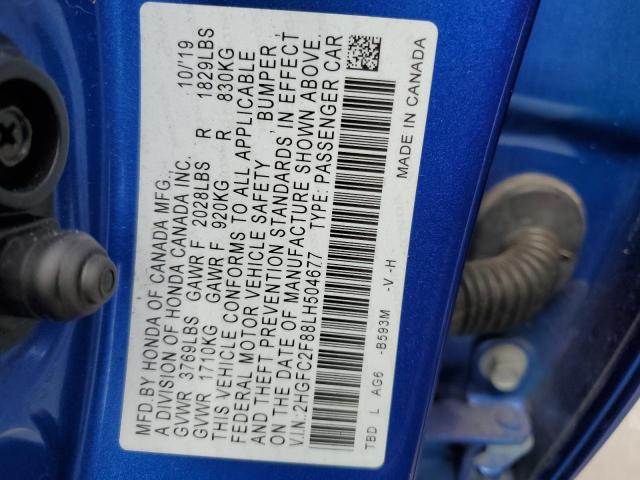 MFD.BY HONDA OF CANADA MFG.,
A DIVISION OF HONDA CANADA INC. 10/'19
GVWR 3769LBS GAWR F 2028LBS R 1829LBS
GVWR 1710KG GAWR F 920KG R 830KG
THIS VEHICLE CONFORMS TO ALL APPLICABLE
FEDERAL MOTOR VEHICLE SAFETY, BUMPER,
AND THEFT PREVENTION STANDARDS IN EFFECT
ON THE DATE OF MANUFACTURE SHOWN ABOVE.
V.I.N.:2HGFC2F88LH504677 TYPE: PASSENGER CAR
TBD L AG6 -B593M -V -H MADE IN CANADA